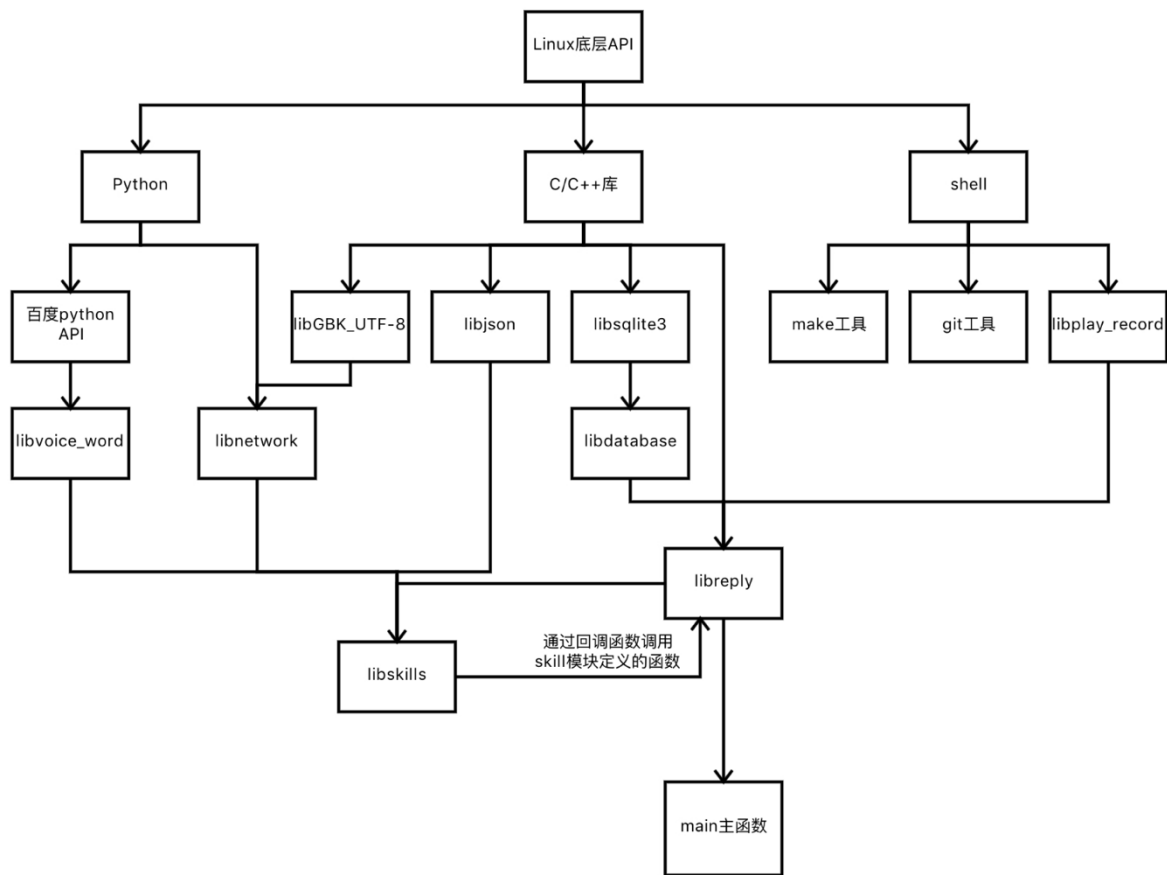 Linux底层API
Python
C/C++库
shell
百度python
API
libGBK_UTF-8
libjson
libsqlite3
make工具
git工具
libplay_record
libvoice_word
libnetwork
libdatabase
libreply
通过回调函数调用
skill模块定义的函数
libskills
main主函数